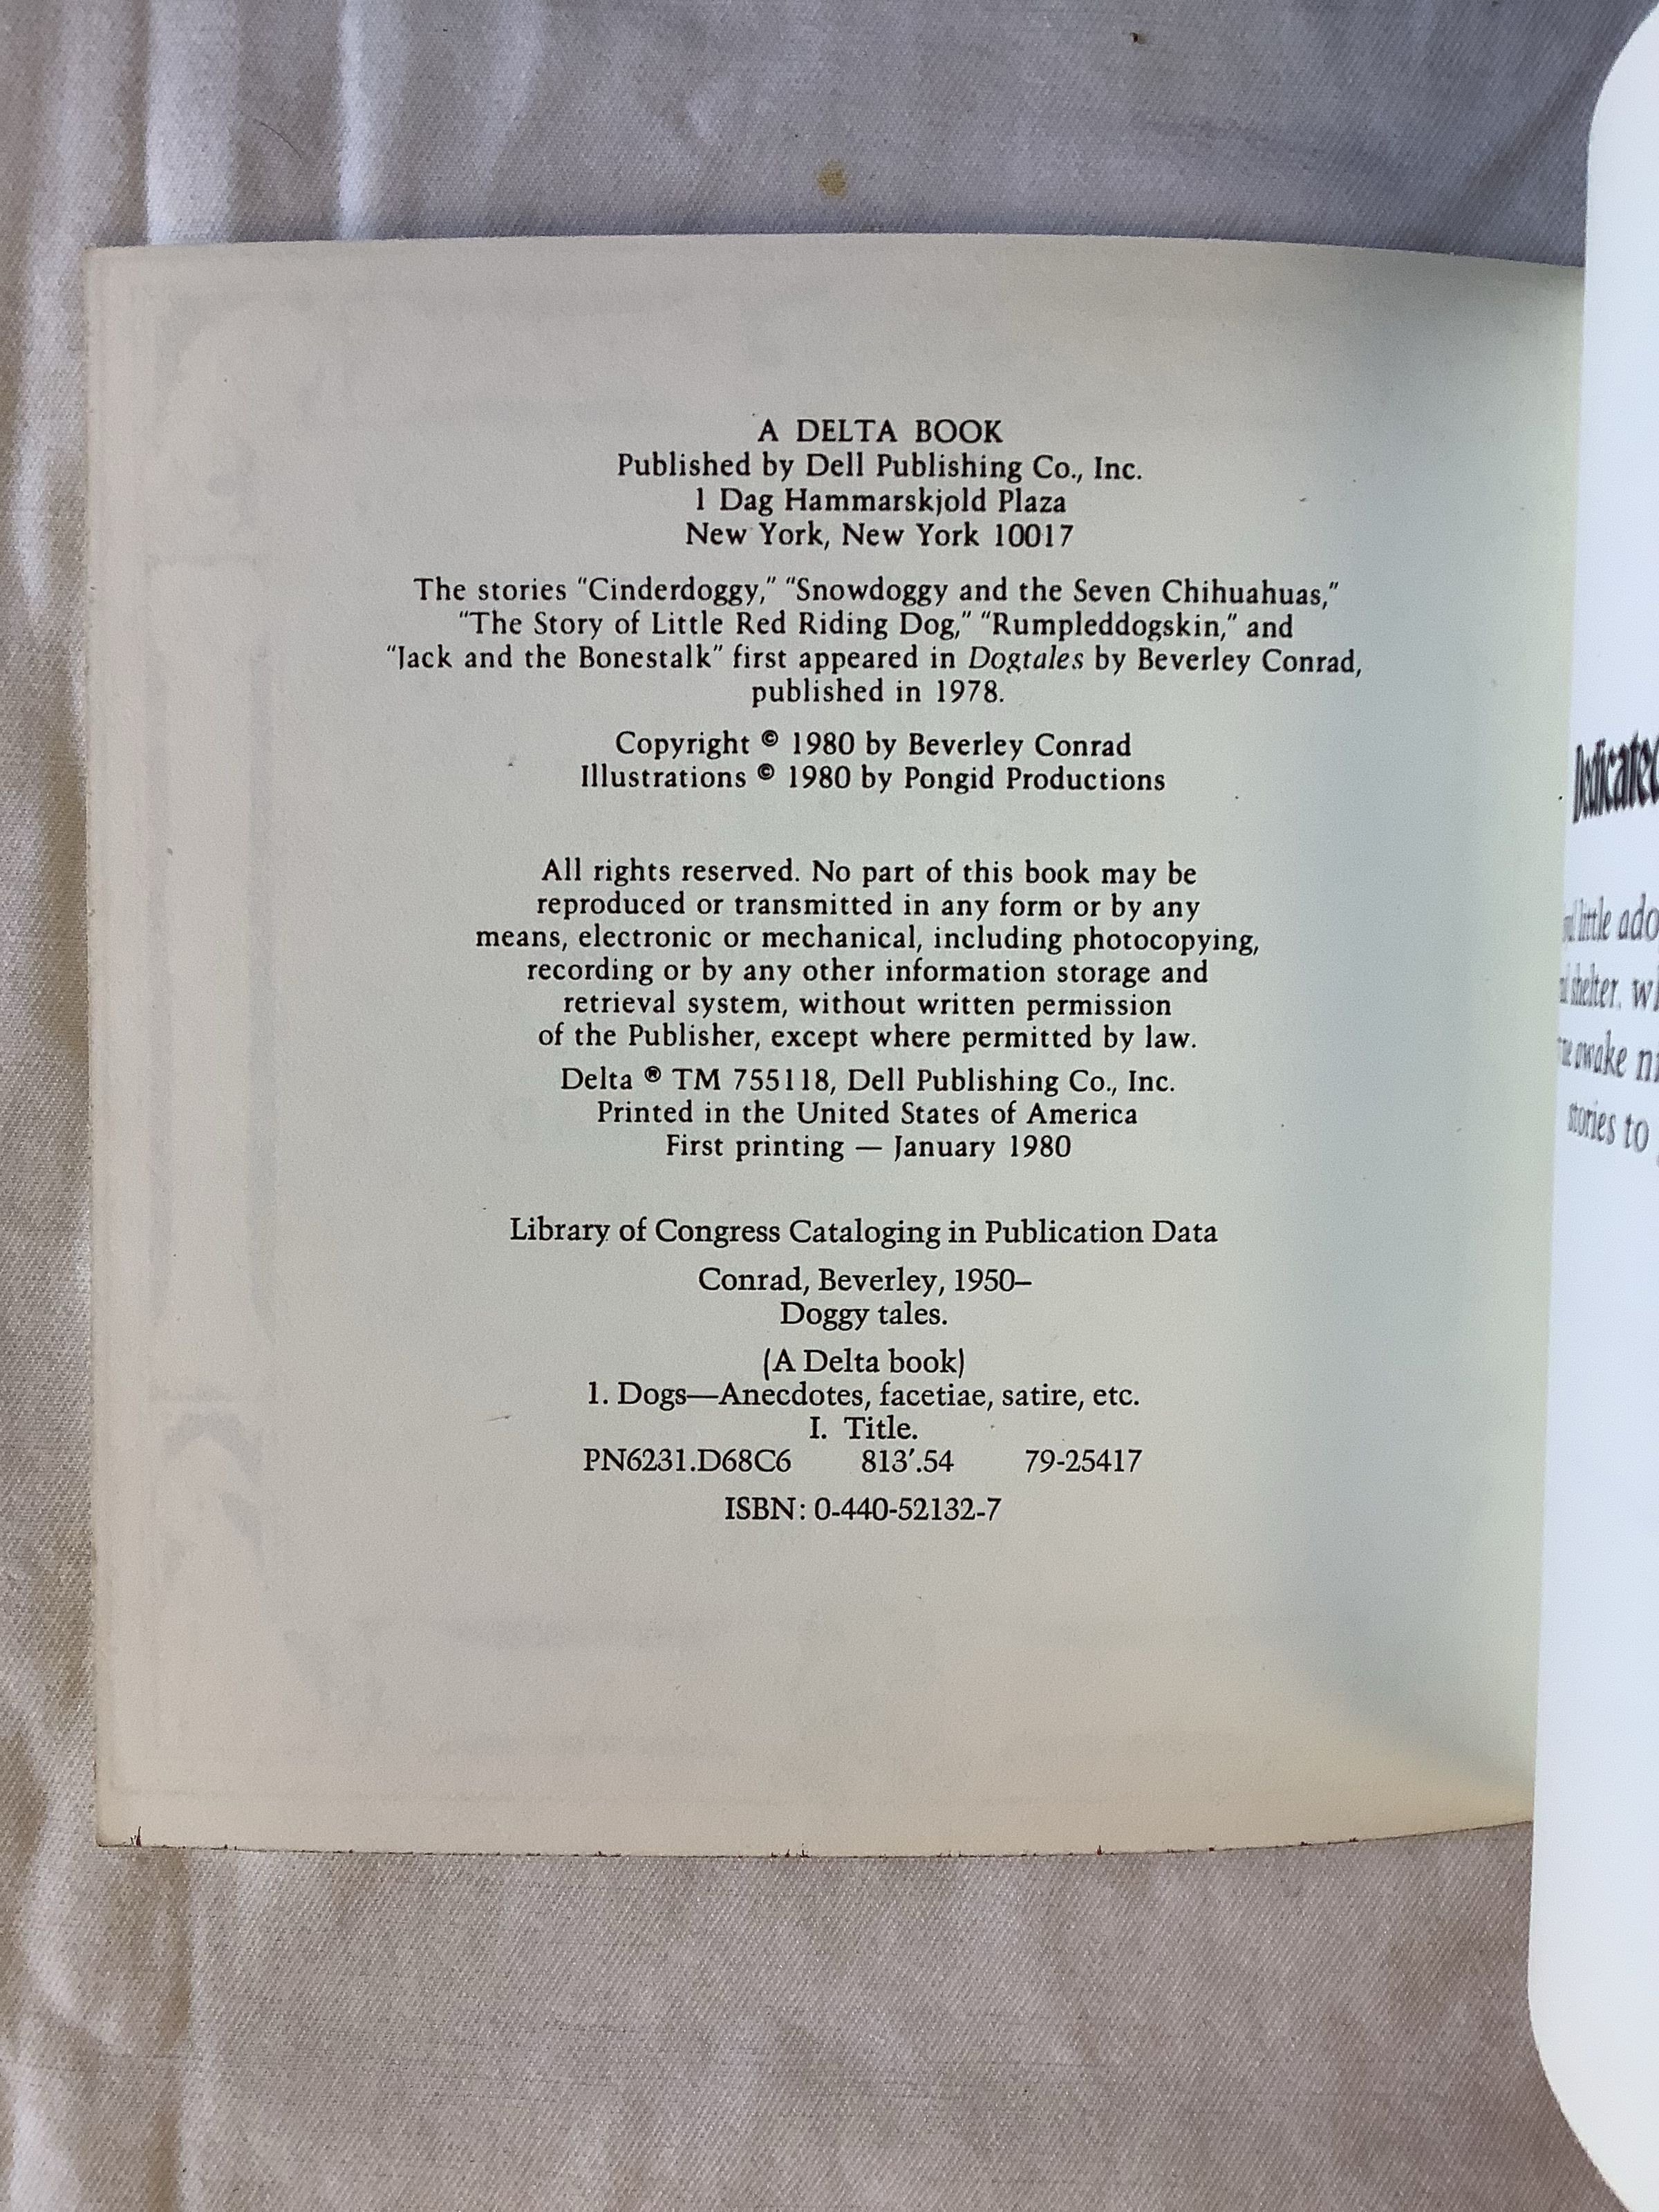 A DELTA BOOK
Published by Dell Publishing Co., Inc.
1 Dag Hammarskjold Plaza
New York, New York 10017
The stories “Cinderdoggy,” “Snowdoggy and the Seven Chihuahuas,”
“The Story of Little Red Riding Dog,” “Rumpleddogskin,” and
“Jack and the Bonestalk” first appeared in Dogtales by Beverley Conrad,
published in 1978.
Copyright © 1980 by Beverley Conrad
Illustrations © 1980 by Pongid Productions
All rights reserved. No part of this book may be
reproduced or transmitted in any form or by any
means, electronic or mechanical, including photocopying,
recording or by any other information storage and
retrieval system, without written permission
of the Publisher, except where permitted by law.
Delta ® TM 755118, Dell Publishing Co., Inc.
Printed in the United States of America
First printing — January 1980
Library of Congress Cataloging in Publication Data
Conrad, Beverley, 1950–
Doggy tales.
(A Delta book)
1. Dogs—Anecdotes, facetiae, satire, etc.
I. Title.
PN6231.D68C6 813′.54 79-25417
ISBN: 0-440-52132-7
Dedicated
little
shelter.
awake
stories to